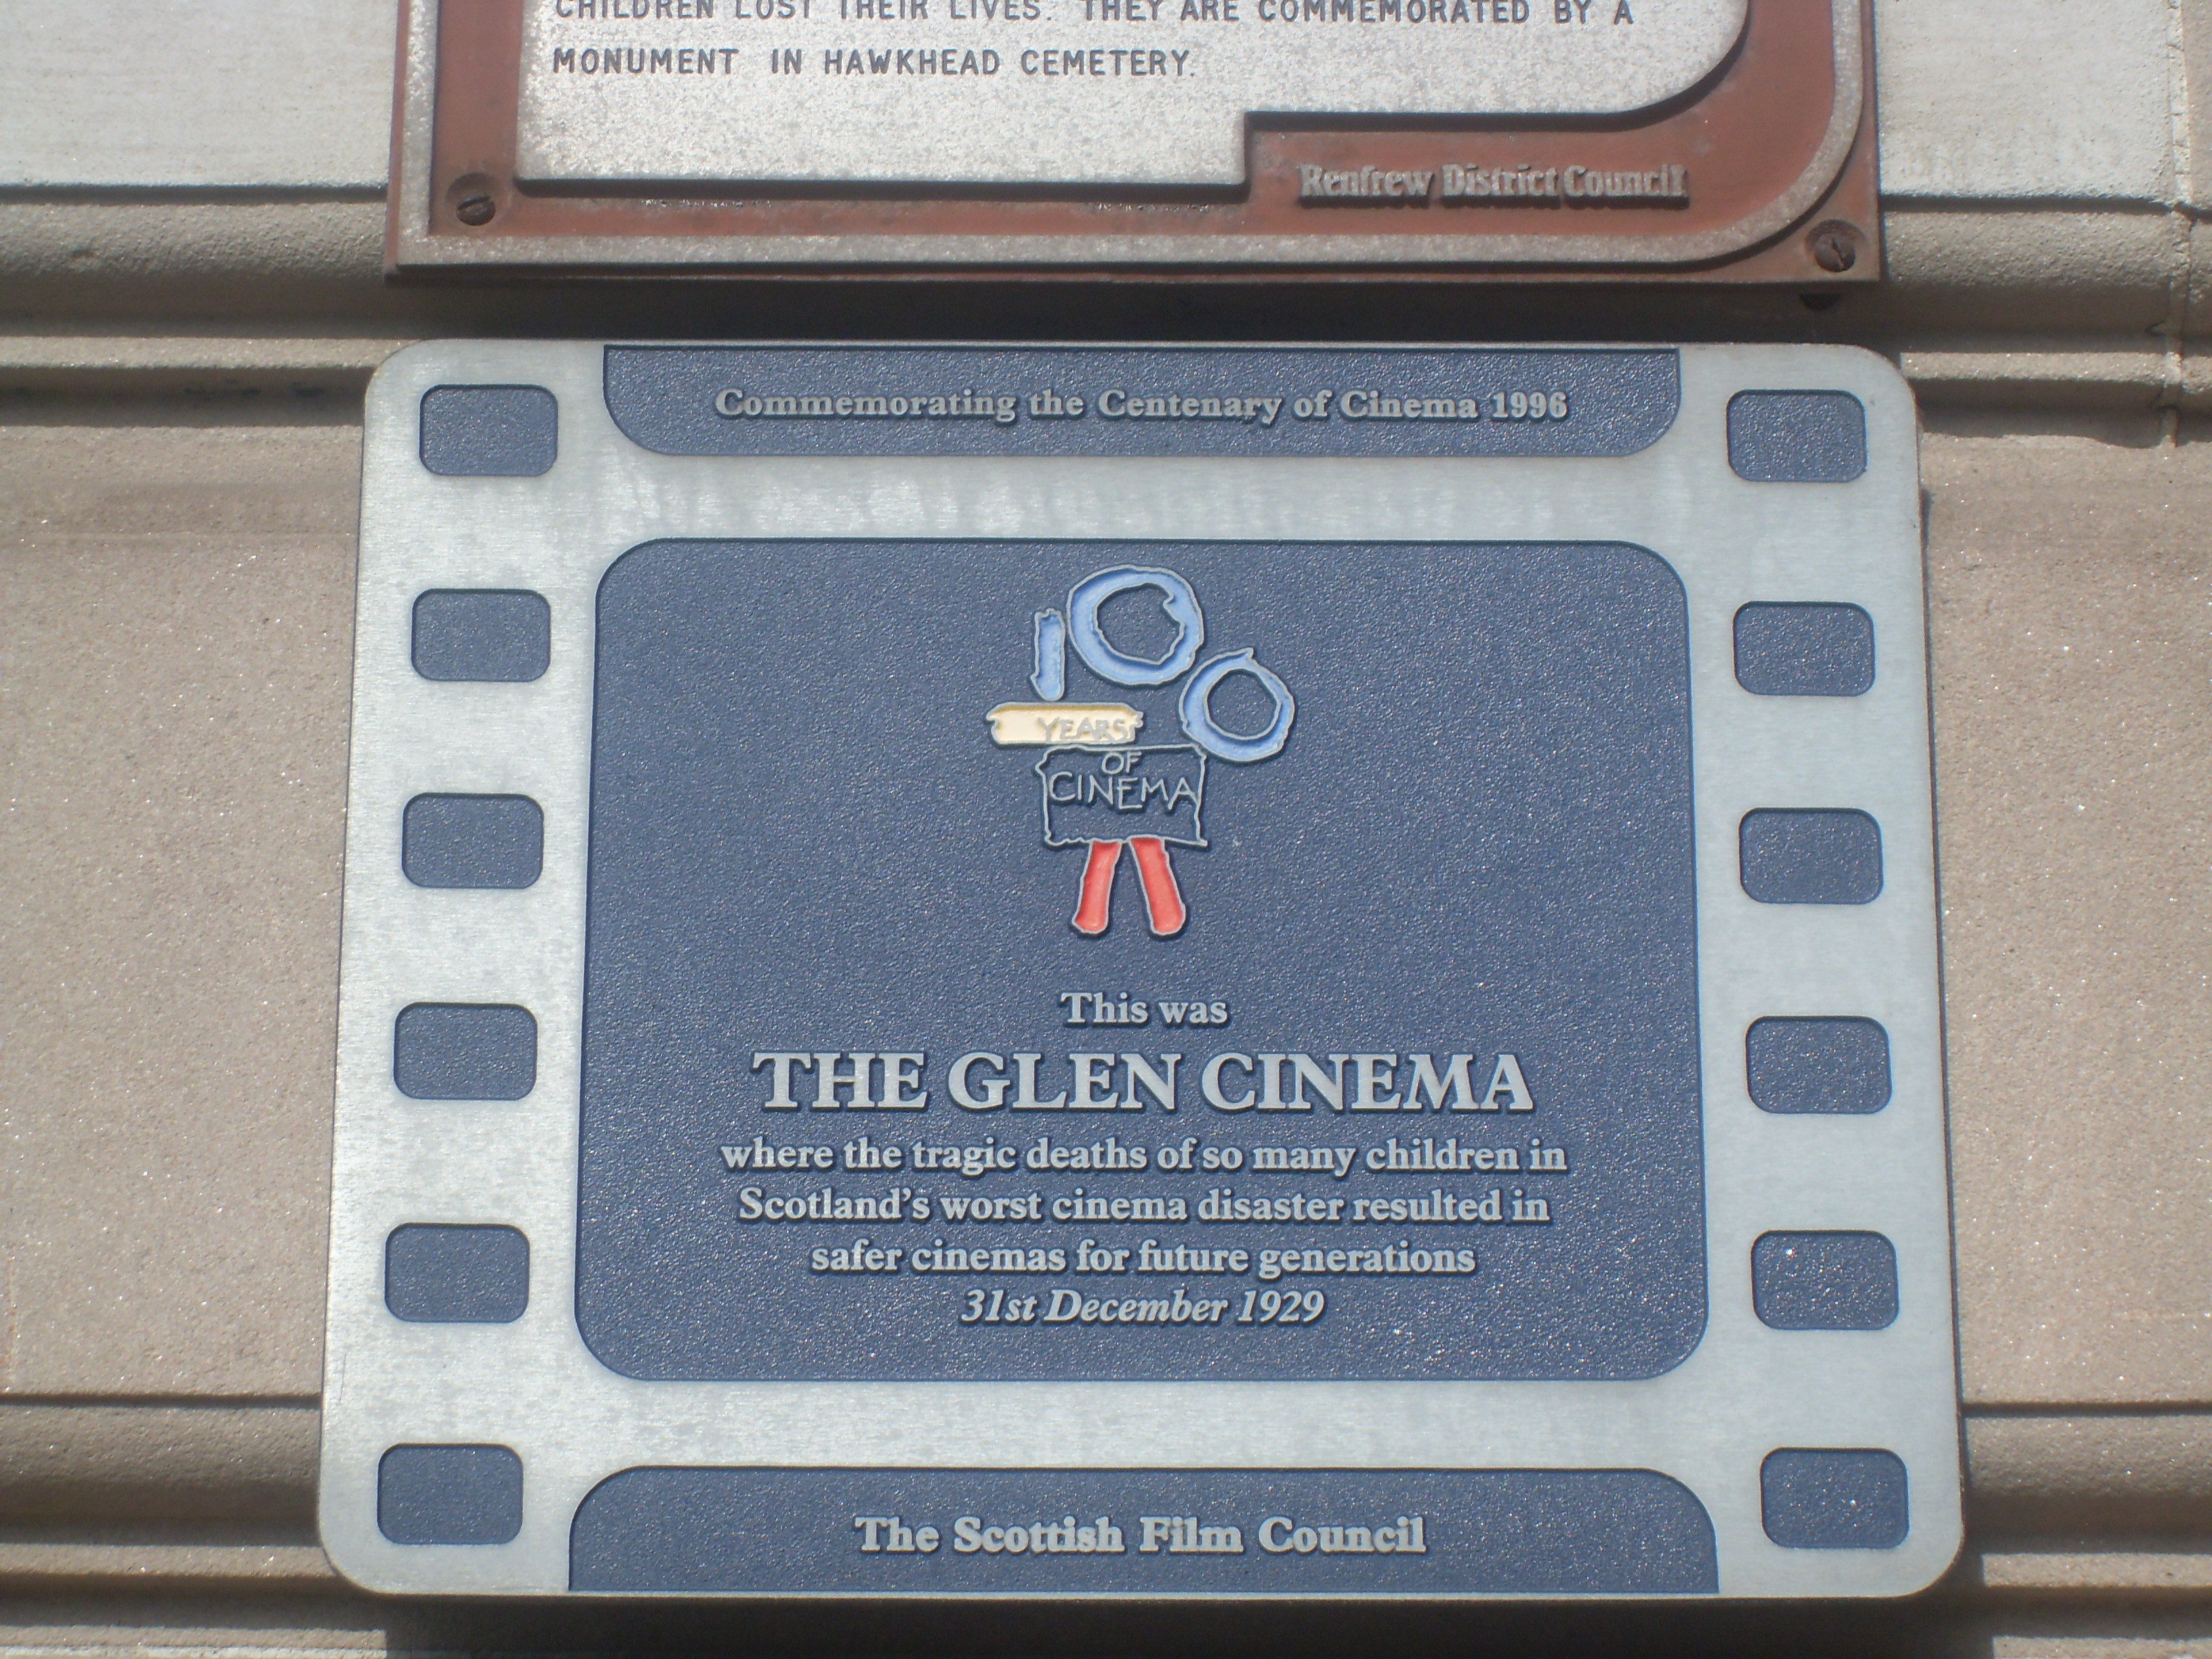 CHILDREN LOST THEIR LIVES. THEY ARE COMMEMORATED BY A
MONUMENT IN HAWKHEAD CEMETERY.
Renfrew District Council
Commemorating the Centenary of Cinema 1996
100
YEARS
OF
CINEMA
This was
THE GLEN CINEMA
where the tragic deaths of so many children in
Scotland's worst cinema disaster resulted in
safer cinemas for future generations
31st December 1929
The Scottish Film Council